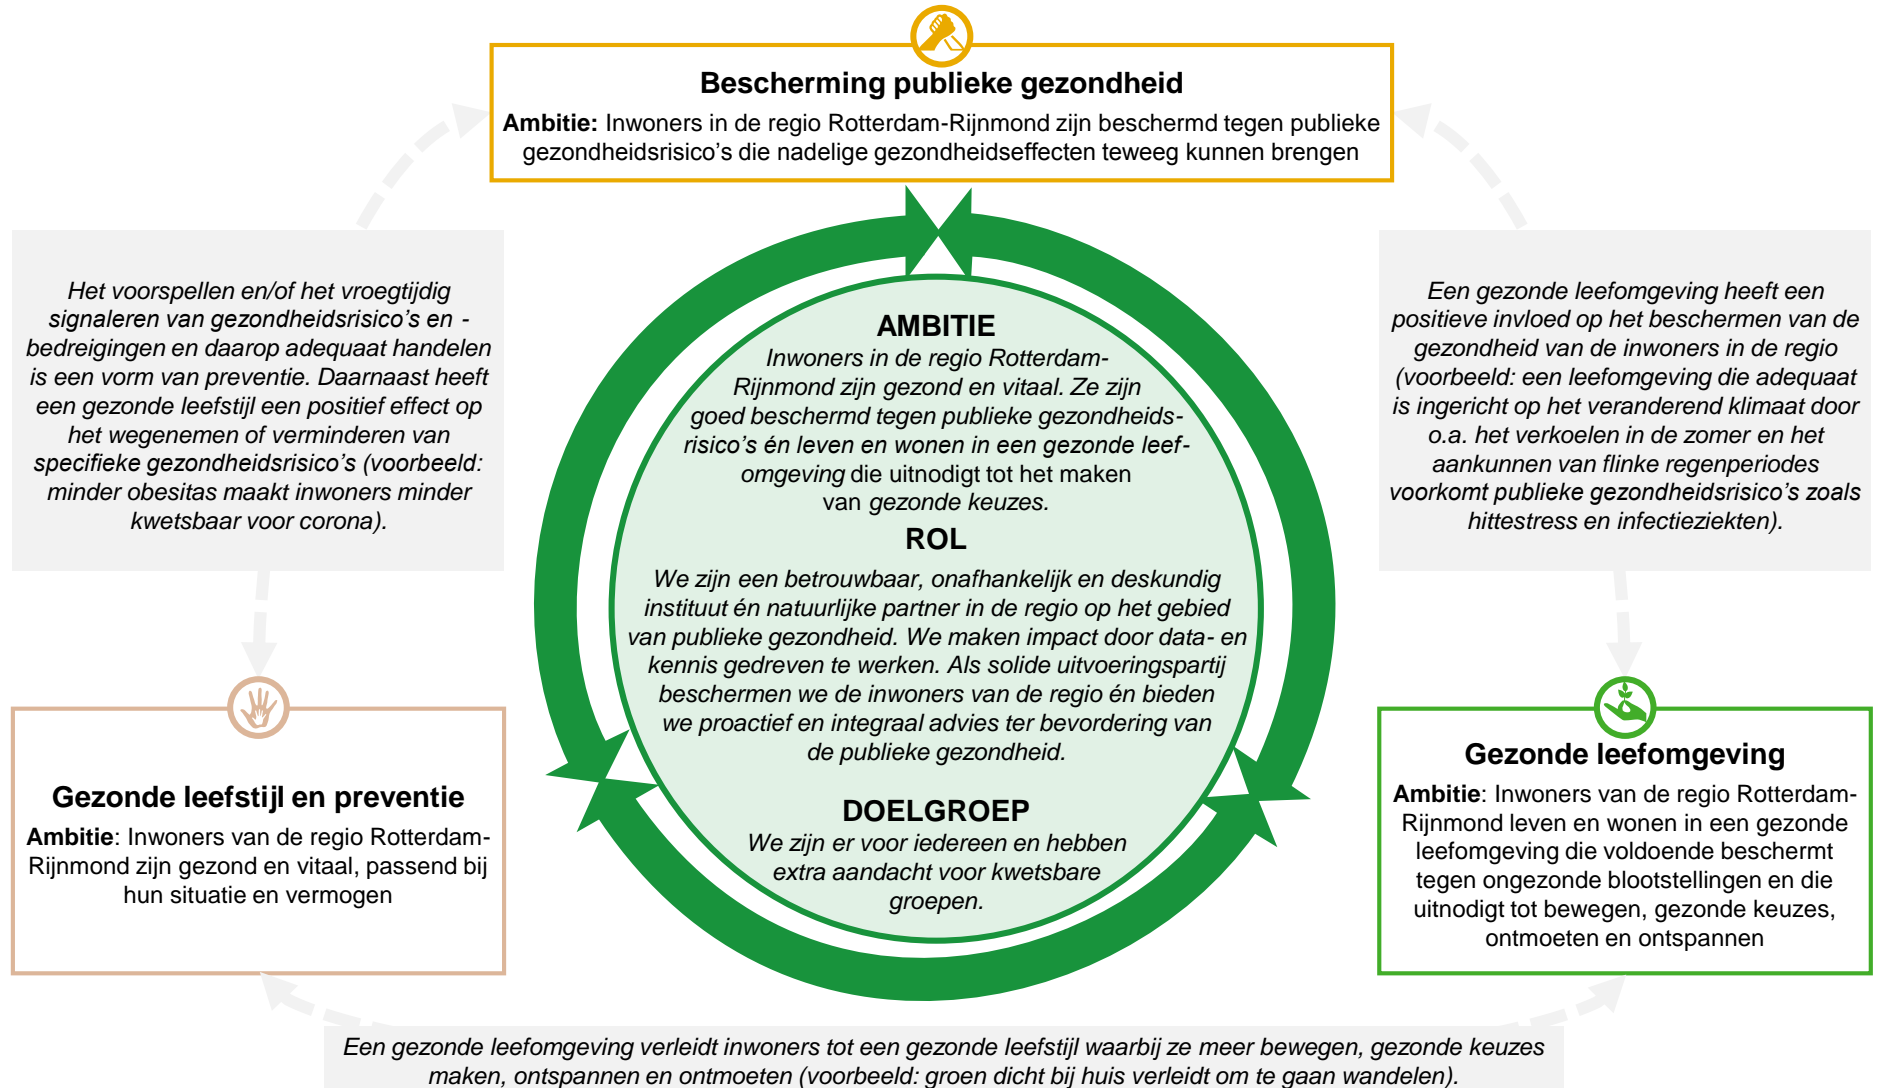 Bescherming publieke gezondheid
Ambitie: Inwoners in de regio Rotterdam-Rijnmond zijn beschermd tegen publieke
gezondheidsrisico’s die nadelige gezondheidseffecten teweeg kunnen brengen
Het voorspellen en/of het vroegtijdig
signaleren van gezondheidsrisico’s en -
bedreigingen en daarop adequaat handelen
is een vorm van preventie. Daarnaast heeft
een gezonde leefstijl een positief effect op
het wegenemen of verminderen van
specifieke gezondheidsrisico’s (voorbeeld:
minder obesitas maakt inwoners minder
kwetsbaar voor corona).
AMBITIE
Inwoners in de regio Rotterdam-
Rijnmond zijn gezond en vitaal. Ze zijn
goed beschermd tegen publieke gezondheids-
risico’s én leven en wonen in een gezonde leef-
omgeving die uitnodigt tot het maken
van gezonde keuzes.
ROL
We zijn een betrouwbaar, onafhankelijk en deskundig
instituut én natuurlijke partner in de regio op het gebied
van publieke gezondheid. We maken impact door data- en
kennis gedreven te werken. Als solide uitvoeringspartij
beschermen we de inwoners van de regio én bieden
we proactief en integraal advies ter bevordering van
de publieke gezondheid.
DOELGROEP
We zijn er voor iedereen en hebben
extra aandacht voor kwetsbare
groepen.
Een gezonde leefomgeving heeft een
positieve invloed op het beschermen van de
gezondheid van de inwoners in de regio
(voorbeeld: een leefomgeving die adequaat
is ingericht op het veranderend klimaat door
o.a. het verkoelen in de zomer en het
aankunnen van flinke regenperiodes
voorkomt publieke gezondheidsrisico’s zoals
hittestress en infectieziekten).
Gezonde leefstijl en preventie
Ambitie: Inwoners van de regio Rotterdam-
Rijnmond zijn gezond en vitaal, passend bij
hun situatie en vermogen
Gezonde leefomgeving
Ambitie: Inwoners van de regio Rotterdam-
Rijnmond leven en wonen in een gezonde
leefomgeving die voldoende beschermt
tegen ongezonde blootstellingen en die
uitnodigt tot bewegen, gezonde keuzes,
ontmoeten en ontspannen
Een gezonde leefomgeving verleidt inwoners tot een gezonde leefstijl waarbij ze meer bewegen, gezonde keuzes
maken, ontspannen en ontmoeten (voorbeeld: groen dicht bij huis verleidt om te gaan wandelen).